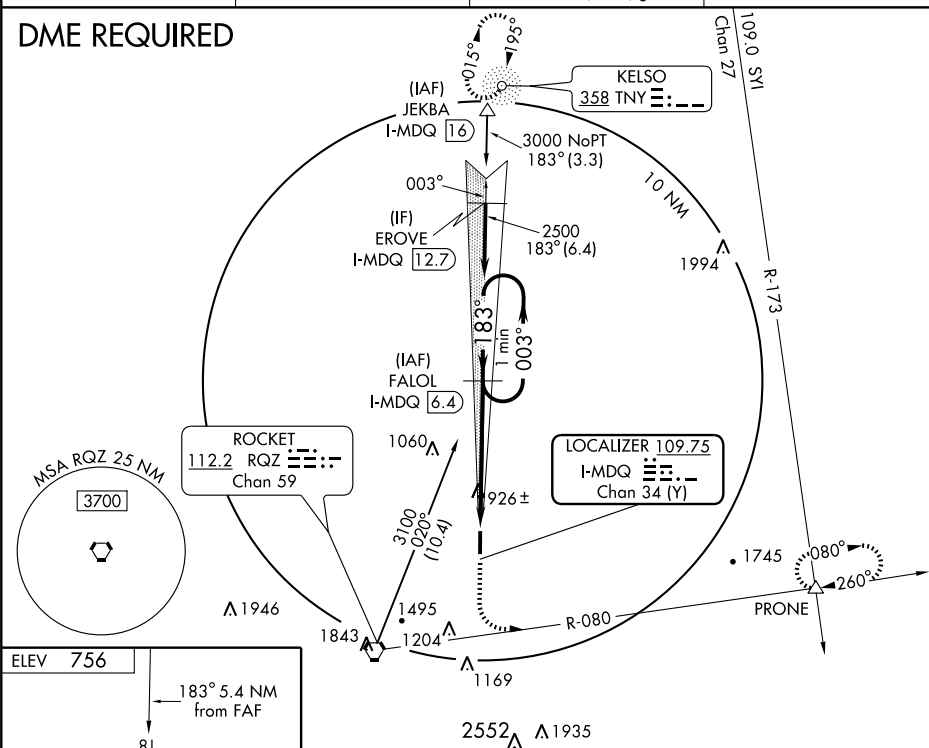 DME REQUIRED
015°
195°
109.0 SYI
Chan 27
KELSO
358 TNY
(IAF)
JEKBA
I-MDQ 16
3000 NoPT
183° (3.3)
003°
10 NM
(IF)
EROVE
I-MDQ 12.7
2500
183° (6.4)
1994
R-173
183°
1 min
003°
(IAF)
FALOL
I-MDQ 6.4
ROCKET
112.2 RQZ
Chan 59
1060
LOCALIZER 109.75
I-MDQ
Chan 34 (Y)
MSA RQZ 25 NM
3700
926 ±
3100
020°
(10.4)
1745
080°
260°
PRONE
1946
1495
R-080
1843
1204
1169
ELEV 756
183° 5.4 NM
from FAF
2552
1935